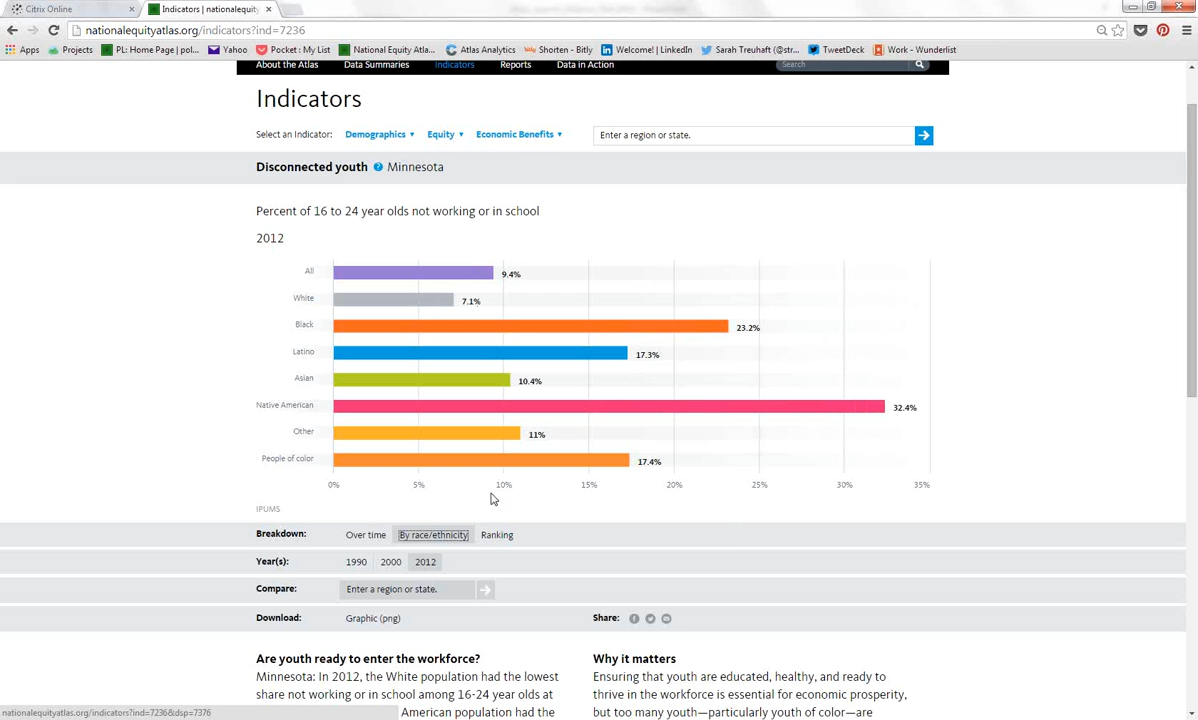 Citrix Online
Indicators | nationalequity
nationalequityatlas.org/indicators?ind=7236
Apps Projects PL: Home Page | pol... Yahoo Pocket : My List National Equity Atla... Atlas Analytics Shorten - Bitly Welcome! | LinkedIn Sarah Treuhaft (@str... TweetDeck Work - Wunderlist
About the Atlas Data Summaries Indicators Reports Data in Action Search
Indicators
Select an Indicator: Demographics Equity Economic Benefits Enter a region or state.
Disconnected youth ? Minnesota
Percent of 16 to 24 year olds not working or in school
2012
All 9.4%
White 7.1%
Black 23.2%
Latino 17.3%
Asian 10.4%
Native American 32.4%
Other 11%
People of color 17.4%
0% 5% 10% 15% 20% 25% 30% 35%
IPUMS
Breakdown: Over time By race/ethnicity Ranking
Year(s): 1990 2000 2012
Compare: Enter a region or state.
Download: Graphic (png) Share:
Are youth ready to enter the workforce?
Minnesota: In 2012, the White population had the lowest
share not working or in school among 16-24 year olds at
American population had the
Why it matters
Ensuring that youth are educated, healthy, and ready to
thrive in the workforce is essential for economic prosperity,
but too many youth—particularly youth of color—are
nationalequityatlas.org/indicators?ind=7236&dsp=7376